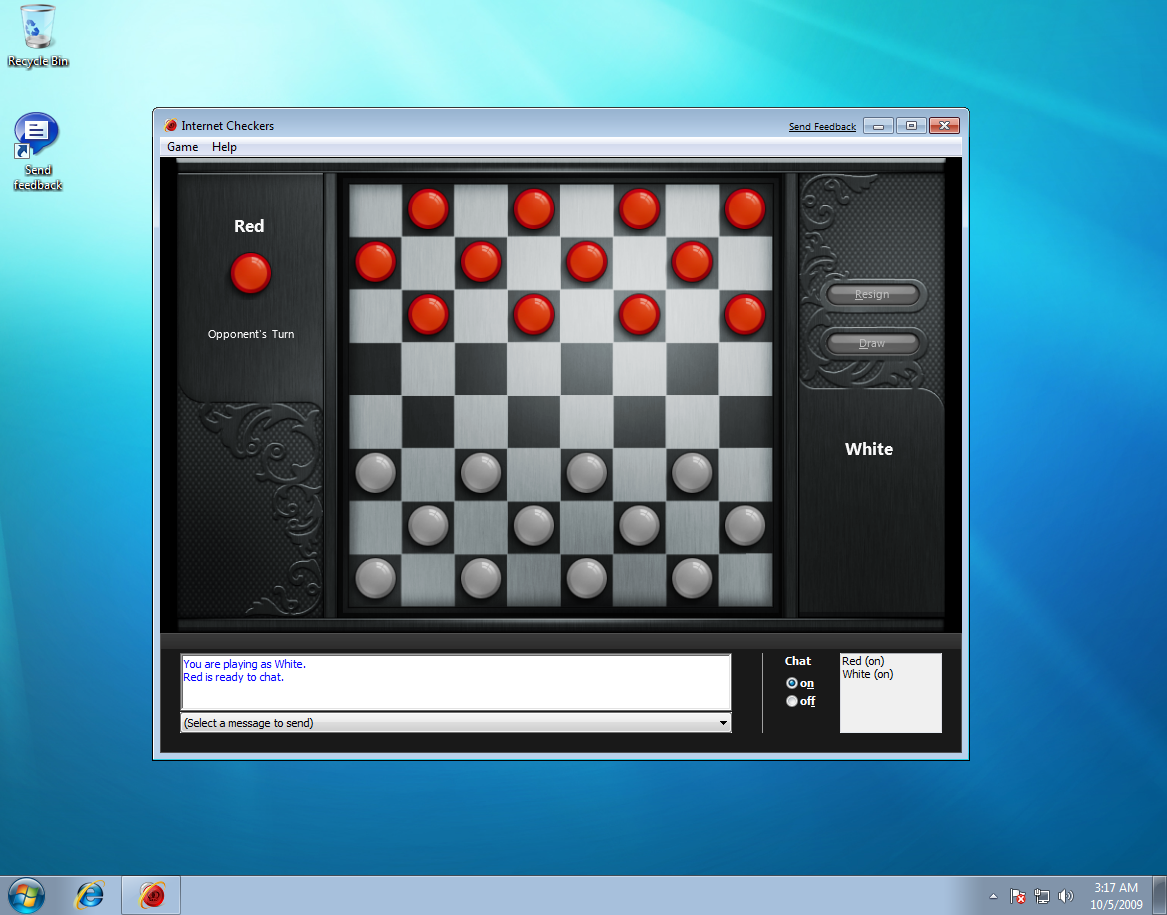 Recycle Bin
Send
feedback
Internet Checkers
Send Feedback
Game Help
Red
Opponent's Turn
Resign
Draw
White
You are playing as White.
Red is ready to chat.
(Select a message to send)
Chat
on
off
Red (on)
White (on)
3:17 AM
10/5/2009